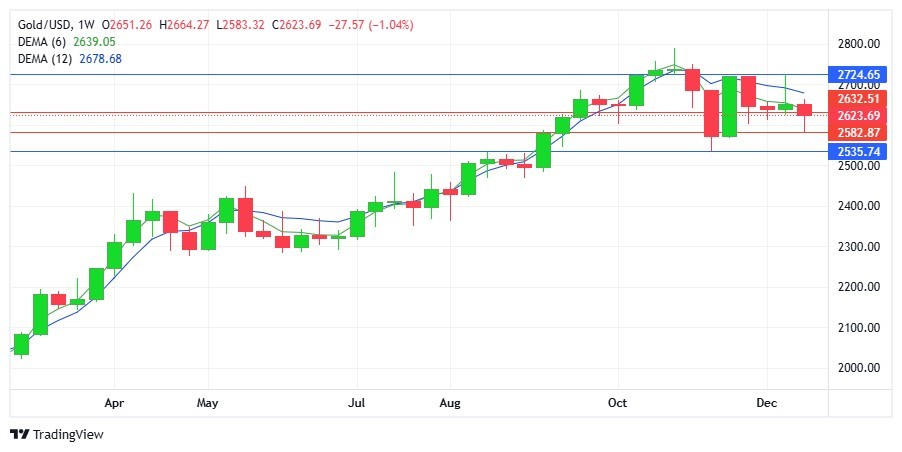 Gold/USD, 1W O2651.26 H2664.27 L2583.32 C2623.69 −27.57 (−1.04%)
DEMA (6) 2639.05
DEMA (12) 2678.68
2800.00
2724.65
2700.00
2632.51
2623.69
2582.87
2535.74
2500.00
2400.00
2300.00
2200.00
2100.00
2000.00
Apr May Jul Aug Oct Dec
TradingView